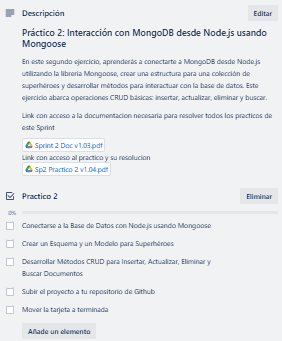 Descripción
Editar
Práctico 2: Interacción con MongoDB desde Node.js usando
Mongoose
En este segundo ejercicio, aprenderás a conectarte a MongoDB desde Node.js
utilizando la librería Mongoose, crear una estructura para una colección de
superhéroes y desarrollar métodos para interactuar con la base de datos. Este
ejercicio abarca operaciones CRUD básicas: insertar, actualizar, eliminar y buscar.
Link con acceso a la documentacion necesaria para resolver todos los practicos de
este Sprint
Sprint 2 Doc v1.03.pdf
Link con acceso al practico y su resolucion
Sp2 Practico 2 v1.04.pdf
Practico 2
Eliminar
0%
Conectarse a la Base de Datos con Node.js usando Mongoose
Crear un Esquema y un Modelo para Superhéroes
Desarrollar Métodos CRUD para Insertar, Actualizar, Eliminar y
Buscar Documentos
Subir el proyecto a tu repositorio de Github
Mover la tarjeta a terminada
Añade un elemento